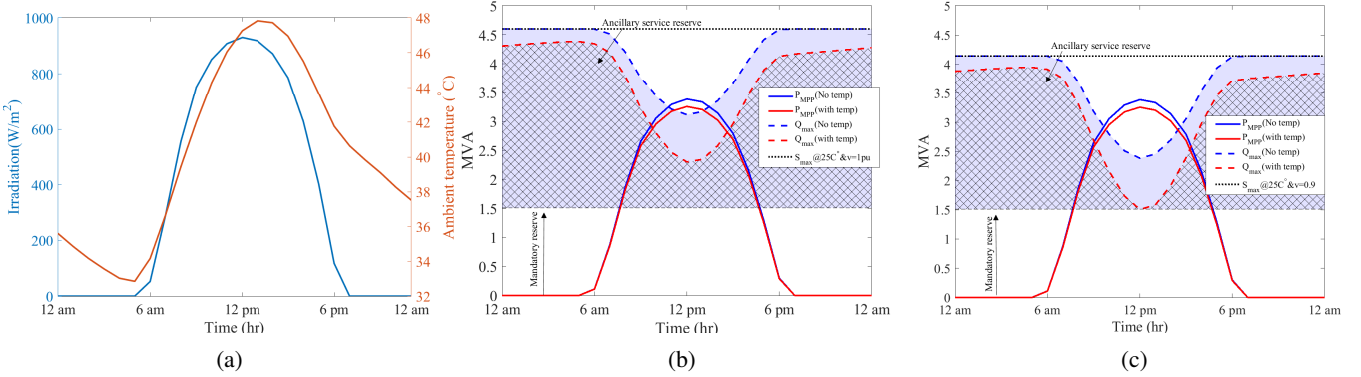 1000
800
600
400
200
0
Irradiation(W/m²)
48
46
44
42
40
38
36
34
32
Ambient temperature (°C)
12 am
6 am
12 pm
6 pm
12 am
Time (hr)
(a)
5
4.5
4
3.5
3
2.5
2
1.5
1
0.5
0
MVA
Ancillary service reserve
P_MPP(No temp)
P_MPP(with temp)
Q_max(No temp)
Q_max(with temp)
S_max@25C°&v=1pu
Mandatory reserve
12 am
6 am
12 pm
6 pm
12 am
Time (hr)
(b)
5
4.5
4
3.5
3
2.5
2
1.5
1
0.5
0
MVA
Ancillary service reserve
P_MPP(No temp)
P_MPP(with temp)
Q_max(No temp)
Q_max(with temp)
S_max@25C°&v=0.9
Mandatory reserve
12 am
6 am
12 pm
6 pm
12 am
Time (hr)
(c)